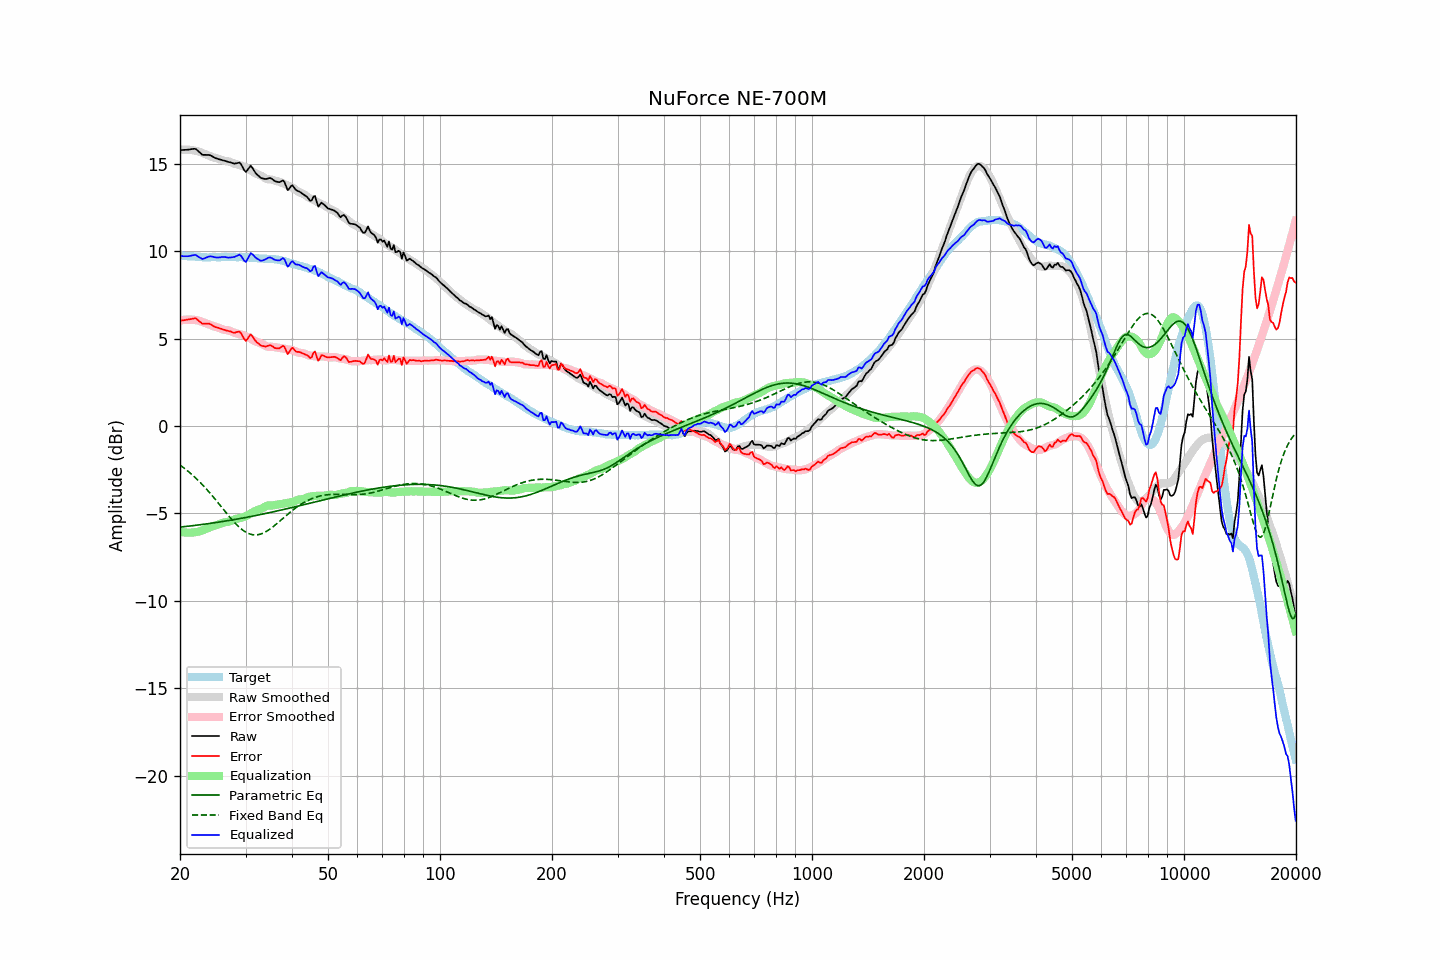 NuForce NE-700M
Amplitude (dBr)
15
10
5
0
−5
−10
−15
−20
Target
Raw Smoothed
Error Smoothed
Raw
Error
Equalization
Parametric Eq
Fixed Band Eq
Equalized
20 50 100 200 500 1000 2000 5000 10000 20000
Frequency (Hz)